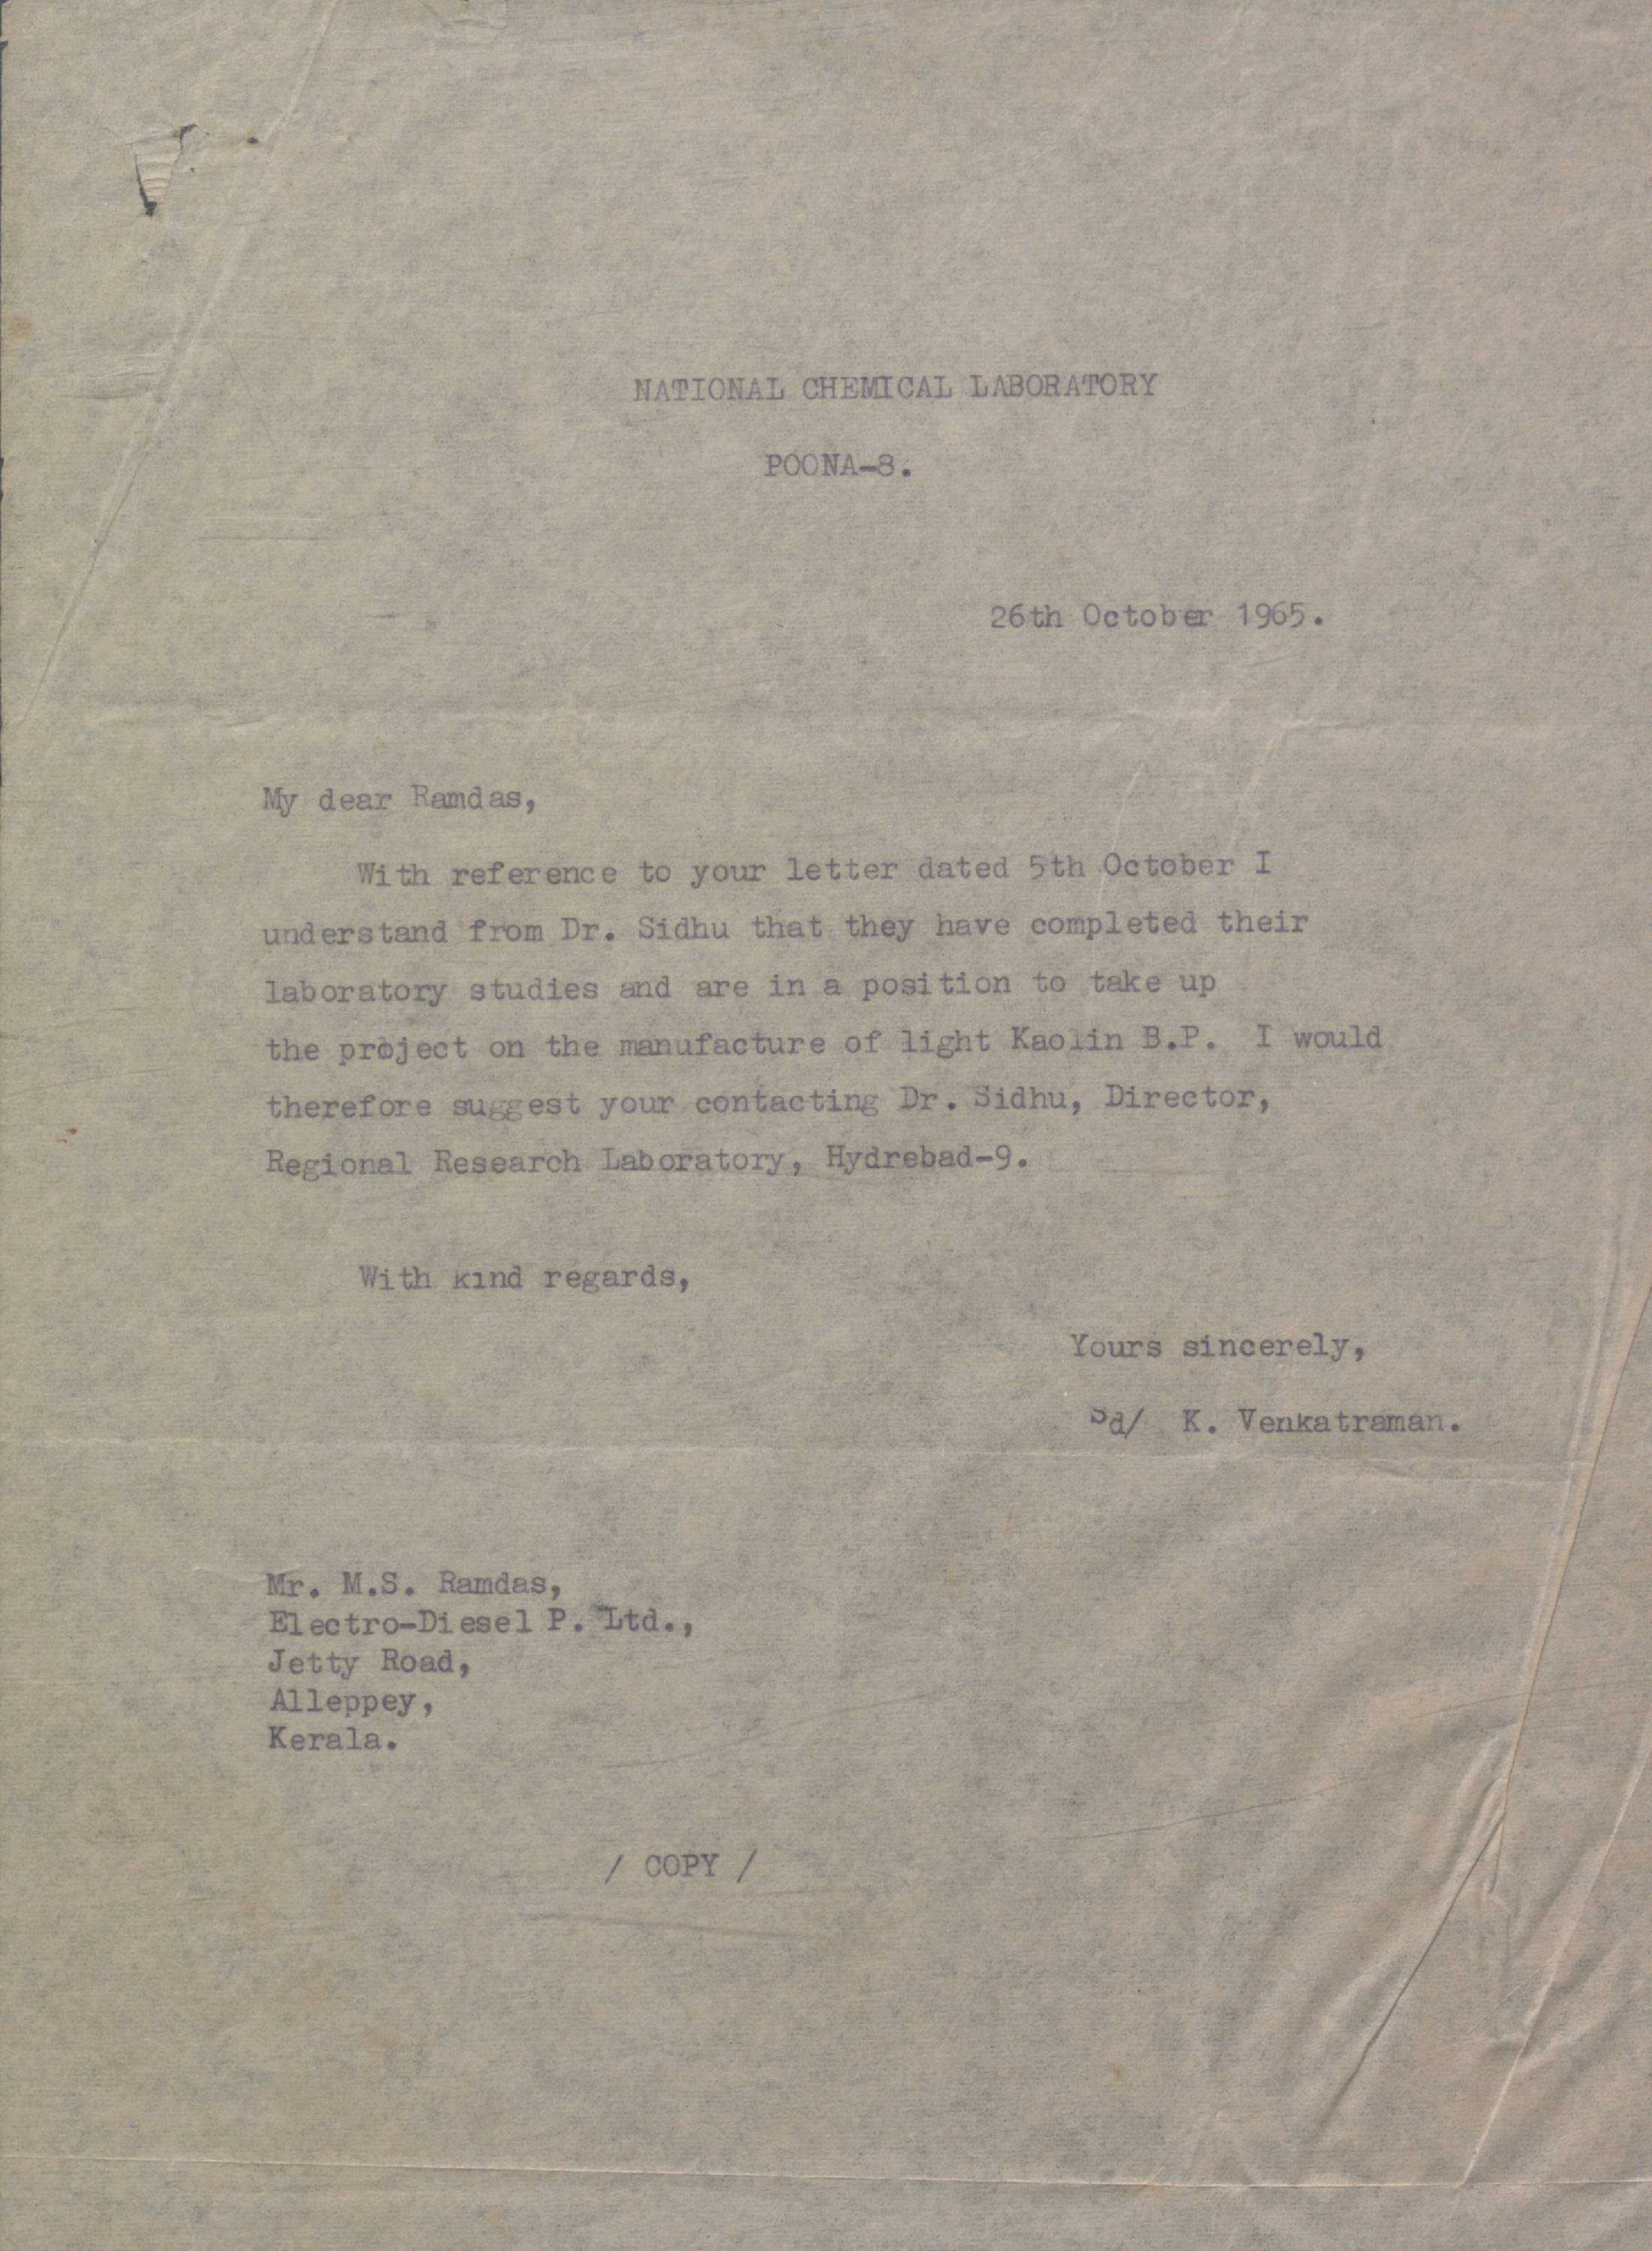 NATIONAL CHEMICAL LABORATORY
POONA-8.
26th October 1965.
My dear Ramdas,
With reference to your letter dated 5th October I
understand from Dr. Sidhu that they have completed their
laboratory studies and are in a position to take up
the project on the manufacture of light Kaolin B.P. I would
therefore suggest your contacting Dr. Sidhu, Director,
Regional Research Laboratory, Hydrebad-9.
With kind regards,
Yours sincerely,
Sd/ K. Venkatraman.
Mr. M.S. Ramdas,
Electro-Diesel P. Ltd.,
Jetty Road,
Alleppey,
Kerala.
/ COPY /